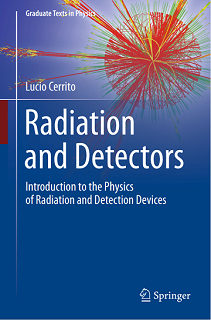 Graduate Texts in Physics
Lucio Cerrito
Radiation
and Detectors
Introduction to the Physics
of Radiation and Detection Devices
Springer